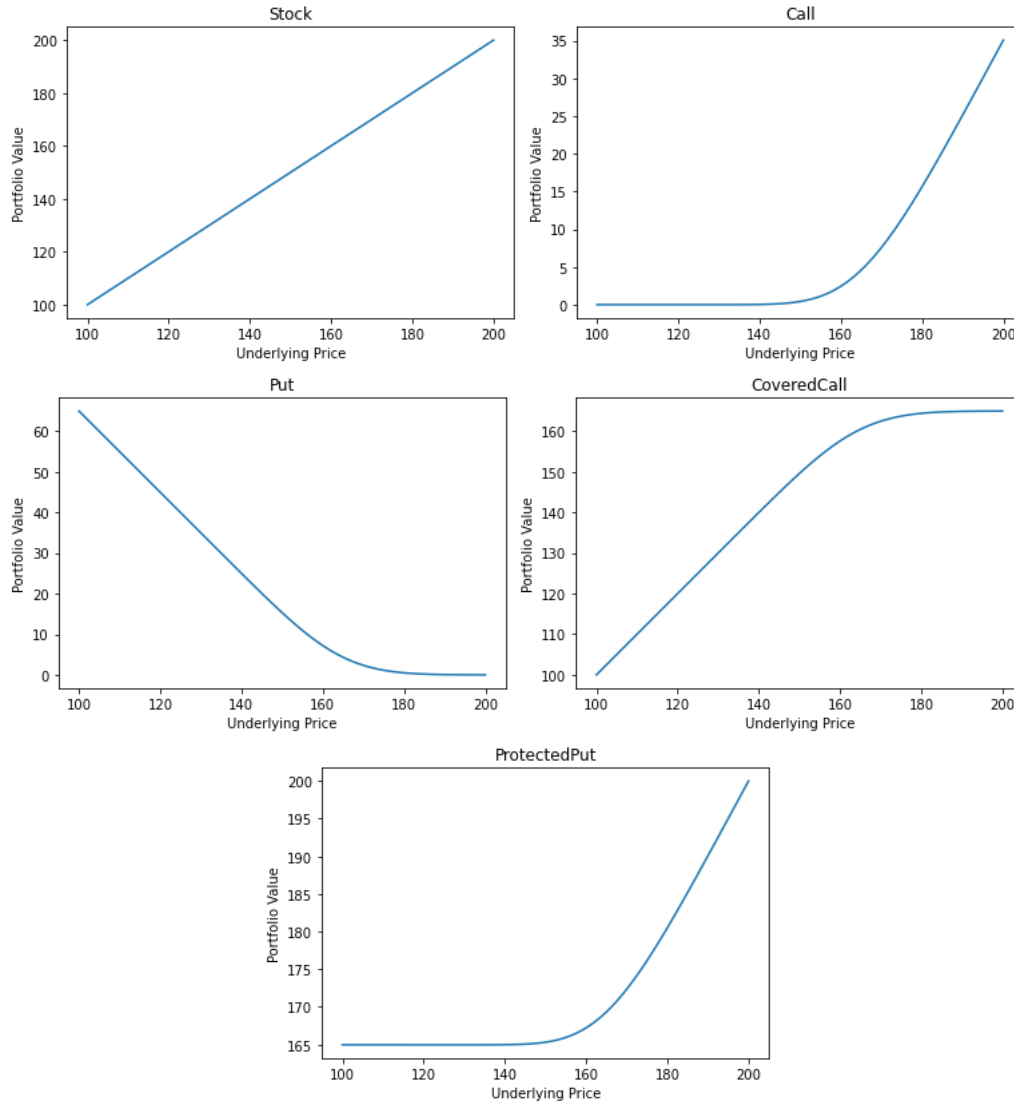 Stock
200
180
160
140
120
100
Portfolio Value
100 120 140 160 180 200
Underlying Price
Call
35
30
25
20
15
10
5
0
Portfolio Value
100 120 140 160 180 200
Underlying Price
Put
60
50
40
30
20
10
0
Portfolio Value
100 120 140 160 180 200
Underlying Price
CoveredCall
160
150
140
130
120
110
100
Portfolio Value
100 120 140 160 180 200
Underlying Price
ProtectedPut
200
195
190
185
180
175
170
165
Portfolio Value
100 120 140 160 180 200
Underlying Price